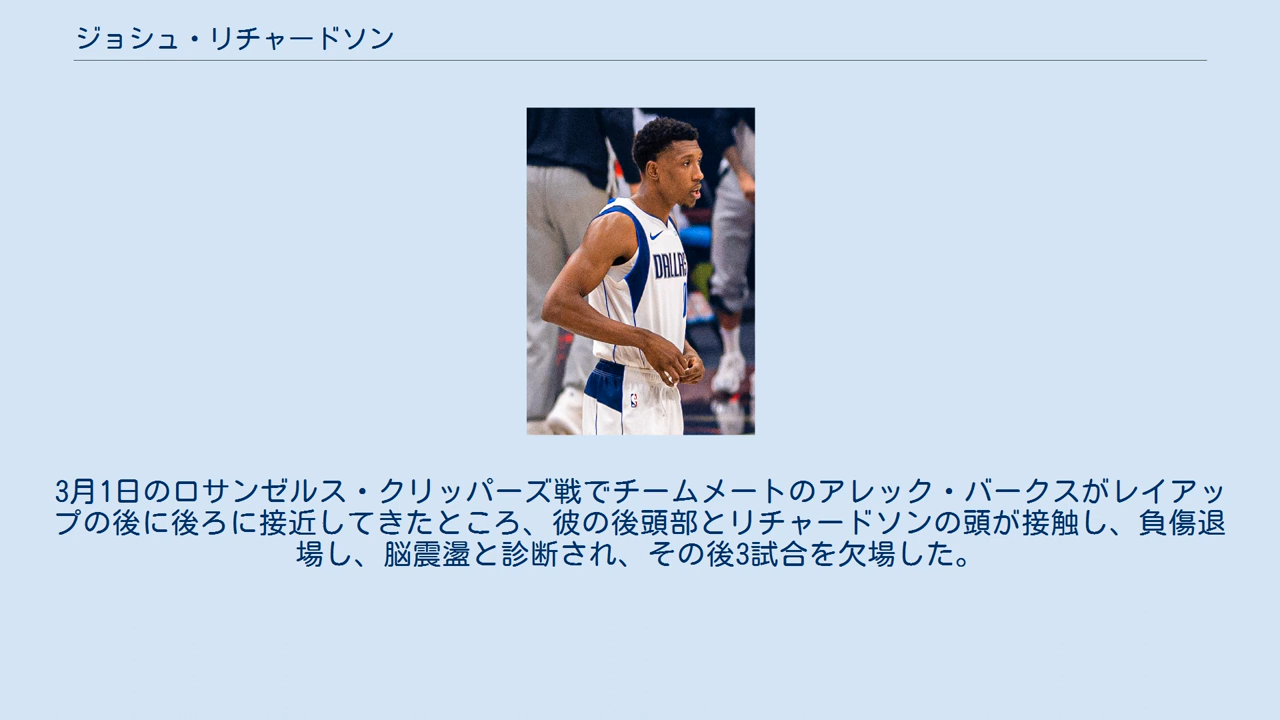 ジョシュ・リチャードソン
DALLAS
3月1日のロサンゼルス・クリッパーズ戦でチームメートのアレック・バークスがレイアッ
プの後に後ろに接近してきたところ、彼の後頭部とリチャードソンの頭が接触し、負傷退
場し、脳震盪と診断され、その後3試合を欠場した。